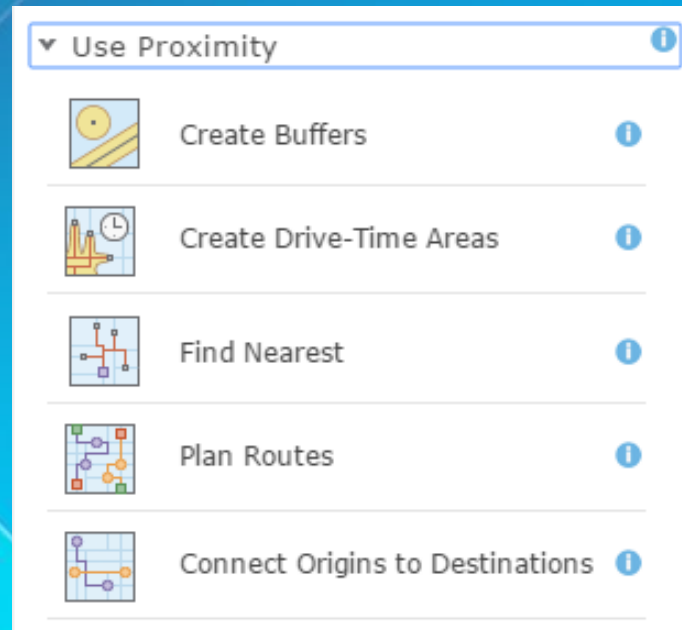 Use Proximity
Create Buffers
Create Drive-Time Areas
Find Nearest
Plan Routes
Connect Origins to Destinations